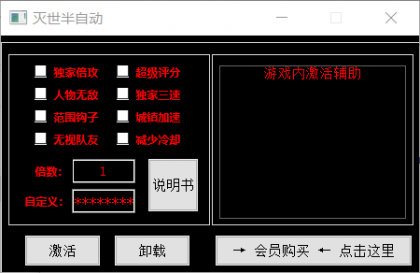 灭世半自动
独家倍攻 超级评分
人物无敌 独家三速
范围钩子 城镇加速
无视队友 减少冷却
倍数： 1
自定义： ********
说明书
游戏内激活辅助
激活 卸载 → 会员购买 ← 点击这里